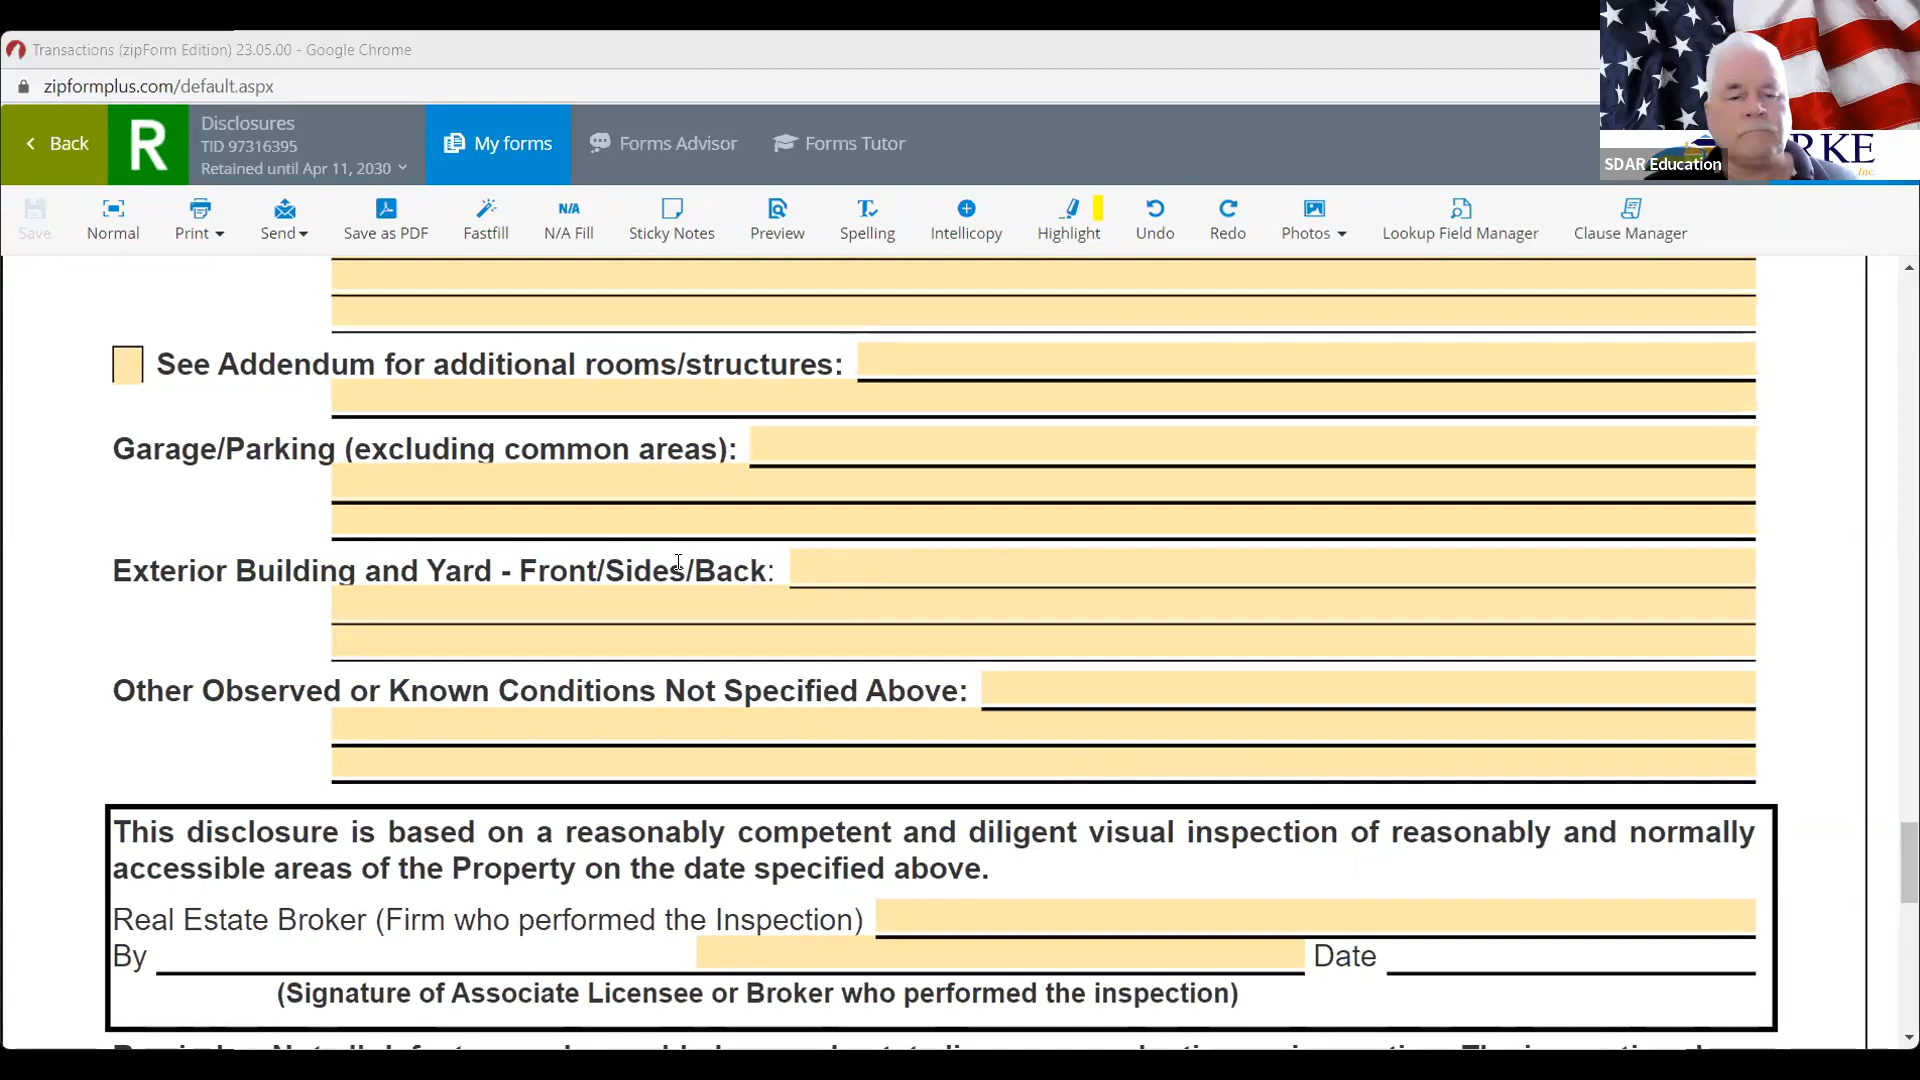 Transactions (zipForm Edition) 23.05.00 - Google Chrome
zipformplus.com/default.aspx
Back
R
Disclosures
TID 97316395
Retained until Apr 11, 2030
My forms
Forms Advisor
Forms Tutor
RKE
Inc.
SDAR Education
Save
Normal
Print
Send
Save as PDF
Fastfill
N/A
N/A Fill
Sticky Notes
Preview
Spelling
Intellicopy
Highlight
Undo
Redo
Photos
Lookup Field Manager
Clause Manager
See Addendum for additional rooms/structures:
Garage/Parking (excluding common areas):
Exterior Building and Yard - Front/Sides/Back:
Other Observed or Known Conditions Not Specified Above:
This disclosure is based on a reasonably competent and diligent visual inspection of reasonably and normally
accessible areas of the Property on the date specified above.
Real Estate Broker (Firm who performed the Inspection)
By
Date
(Signature of Associate Licensee or Broker who performed the inspection)